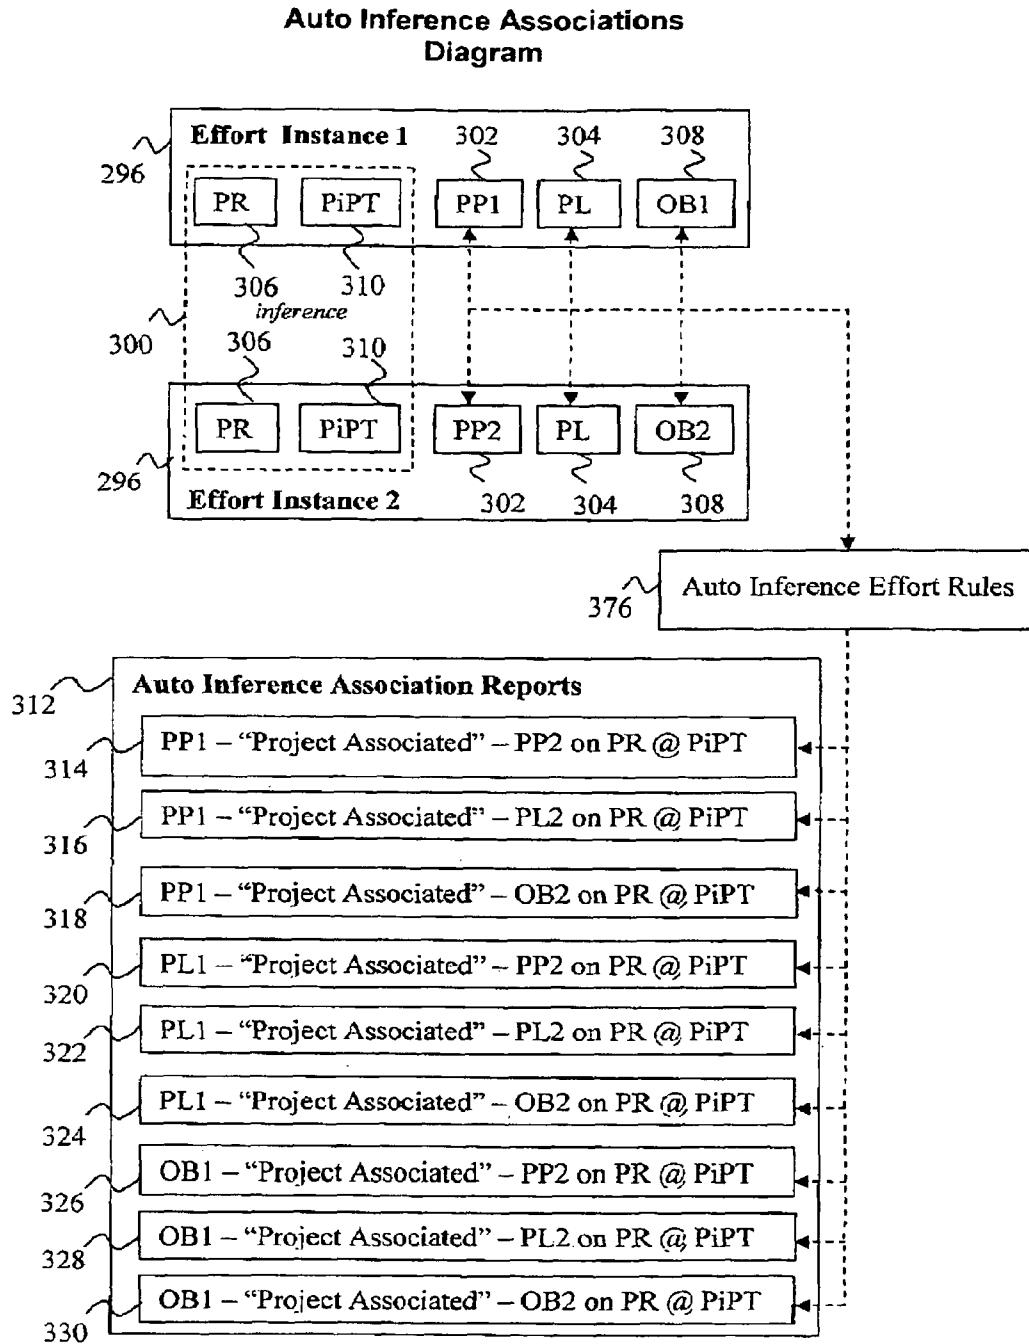 Auto Inference Associations
Diagram
Effort Instance 1
302
304
308
296
PR
PiPT
PP1
PL
OB1
306
310
inference
300
306
310
PR
PiPT
PP2
PL
OB2
296
Effort Instance 2
302
304
308
Auto Inference Effort Rules
376
312
Auto Inference Association Reports
PP1 – “Project Associated” – PP2 on PR @ PiPT
314
PP1 – “Project Associated” – PL2 on PR @ PiPT
316
PP1 – “Project Associated” – OB2 on PR @ PiPT
318
PL1 – “Project Associated” – PP2 on PR @ PiPT
320
PL1 – “Project Associated” – PL2 on PR @ PiPT
322
PL1 – “Project Associated” – OB2 on PR @ PiPT
324
OB1 – “Project Associated” – PP2 on PR @ PiPT
326
OB1 – “Project Associated” – PL2 on PR @ PiPT
328
OB1 – “Project Associated” – OB2 on PR @ PiPT
330